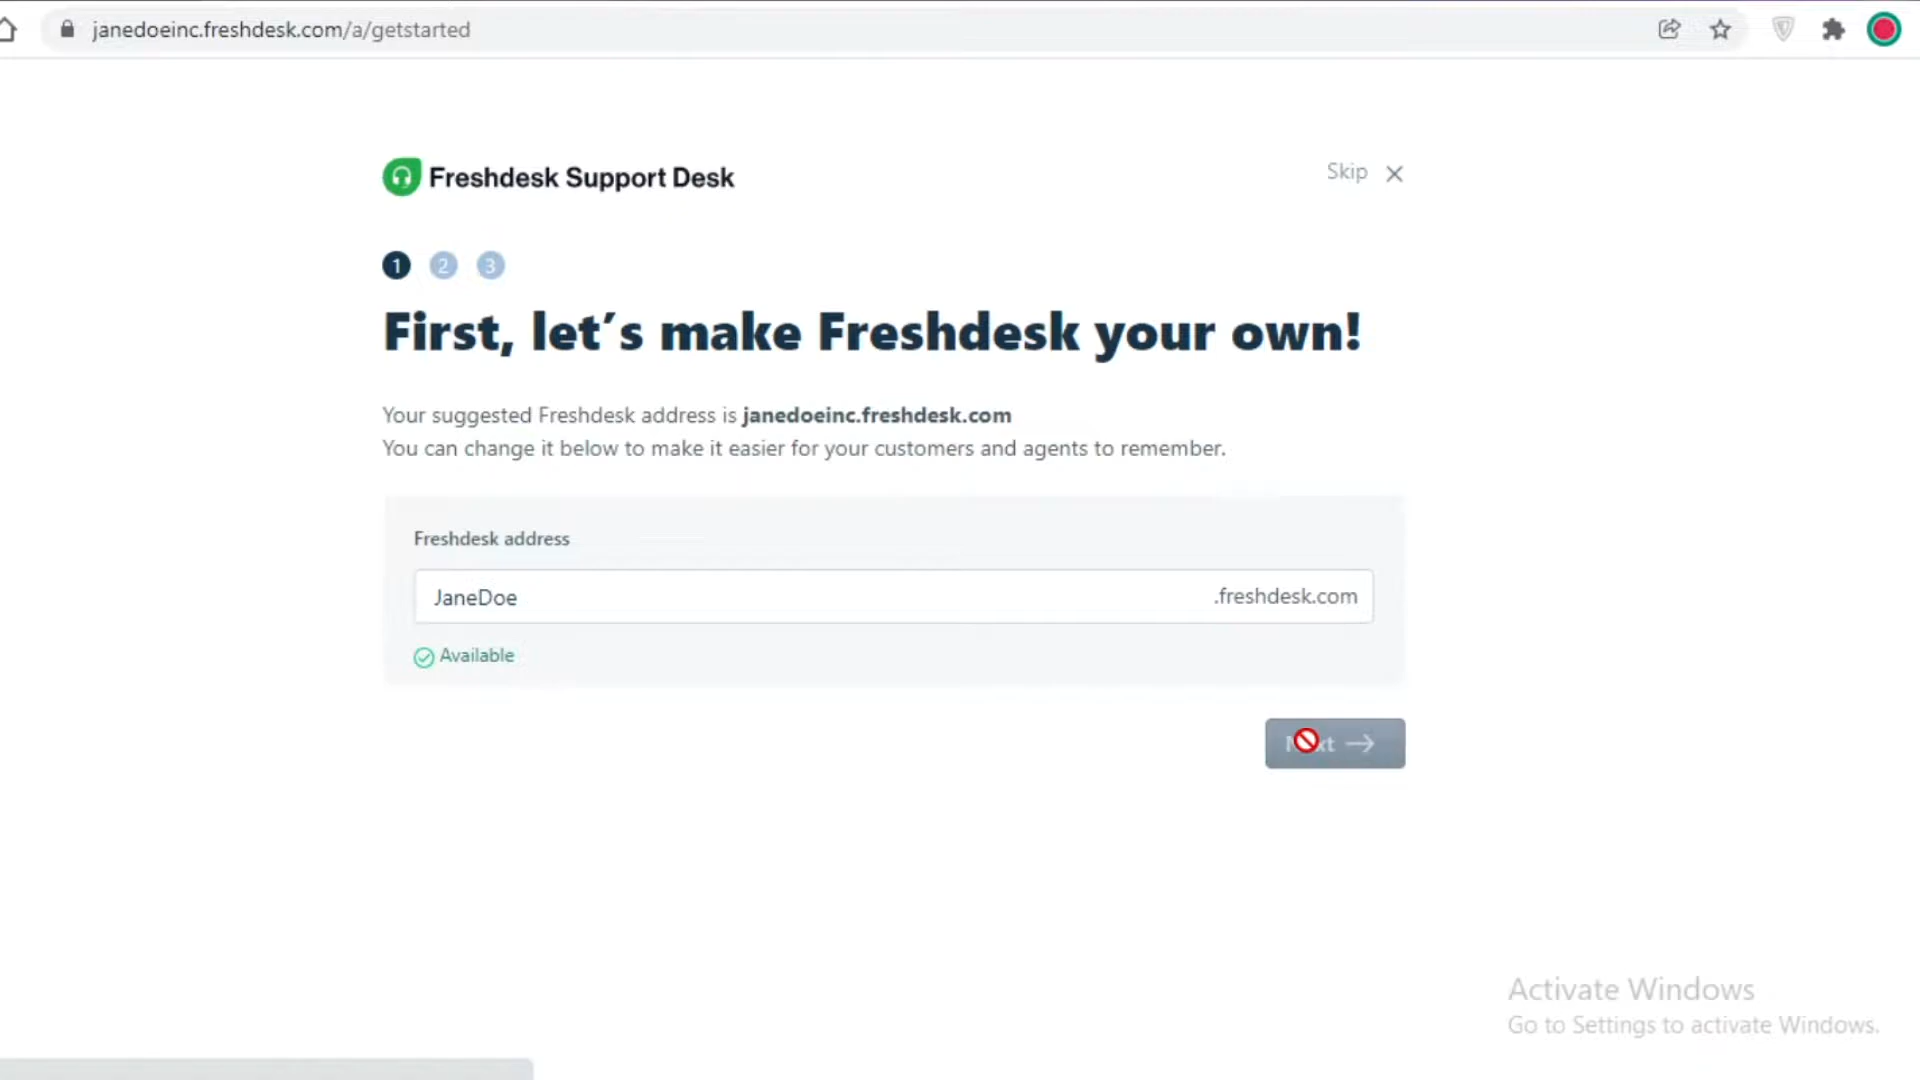 janedoeinc.freshdesk.com/a/getstarted
Freshdesk Support Desk
Skip
1 2 3
First, let's make Freshdesk your own!
Your suggested Freshdesk address is janedoeinc.freshdesk.com
You can change it below to make it easier for your customers and agents to remember.
Freshdesk address
JaneDoe
.freshdesk.com
Available
Next
Activate Windows
Go to Settings to activate Windows.